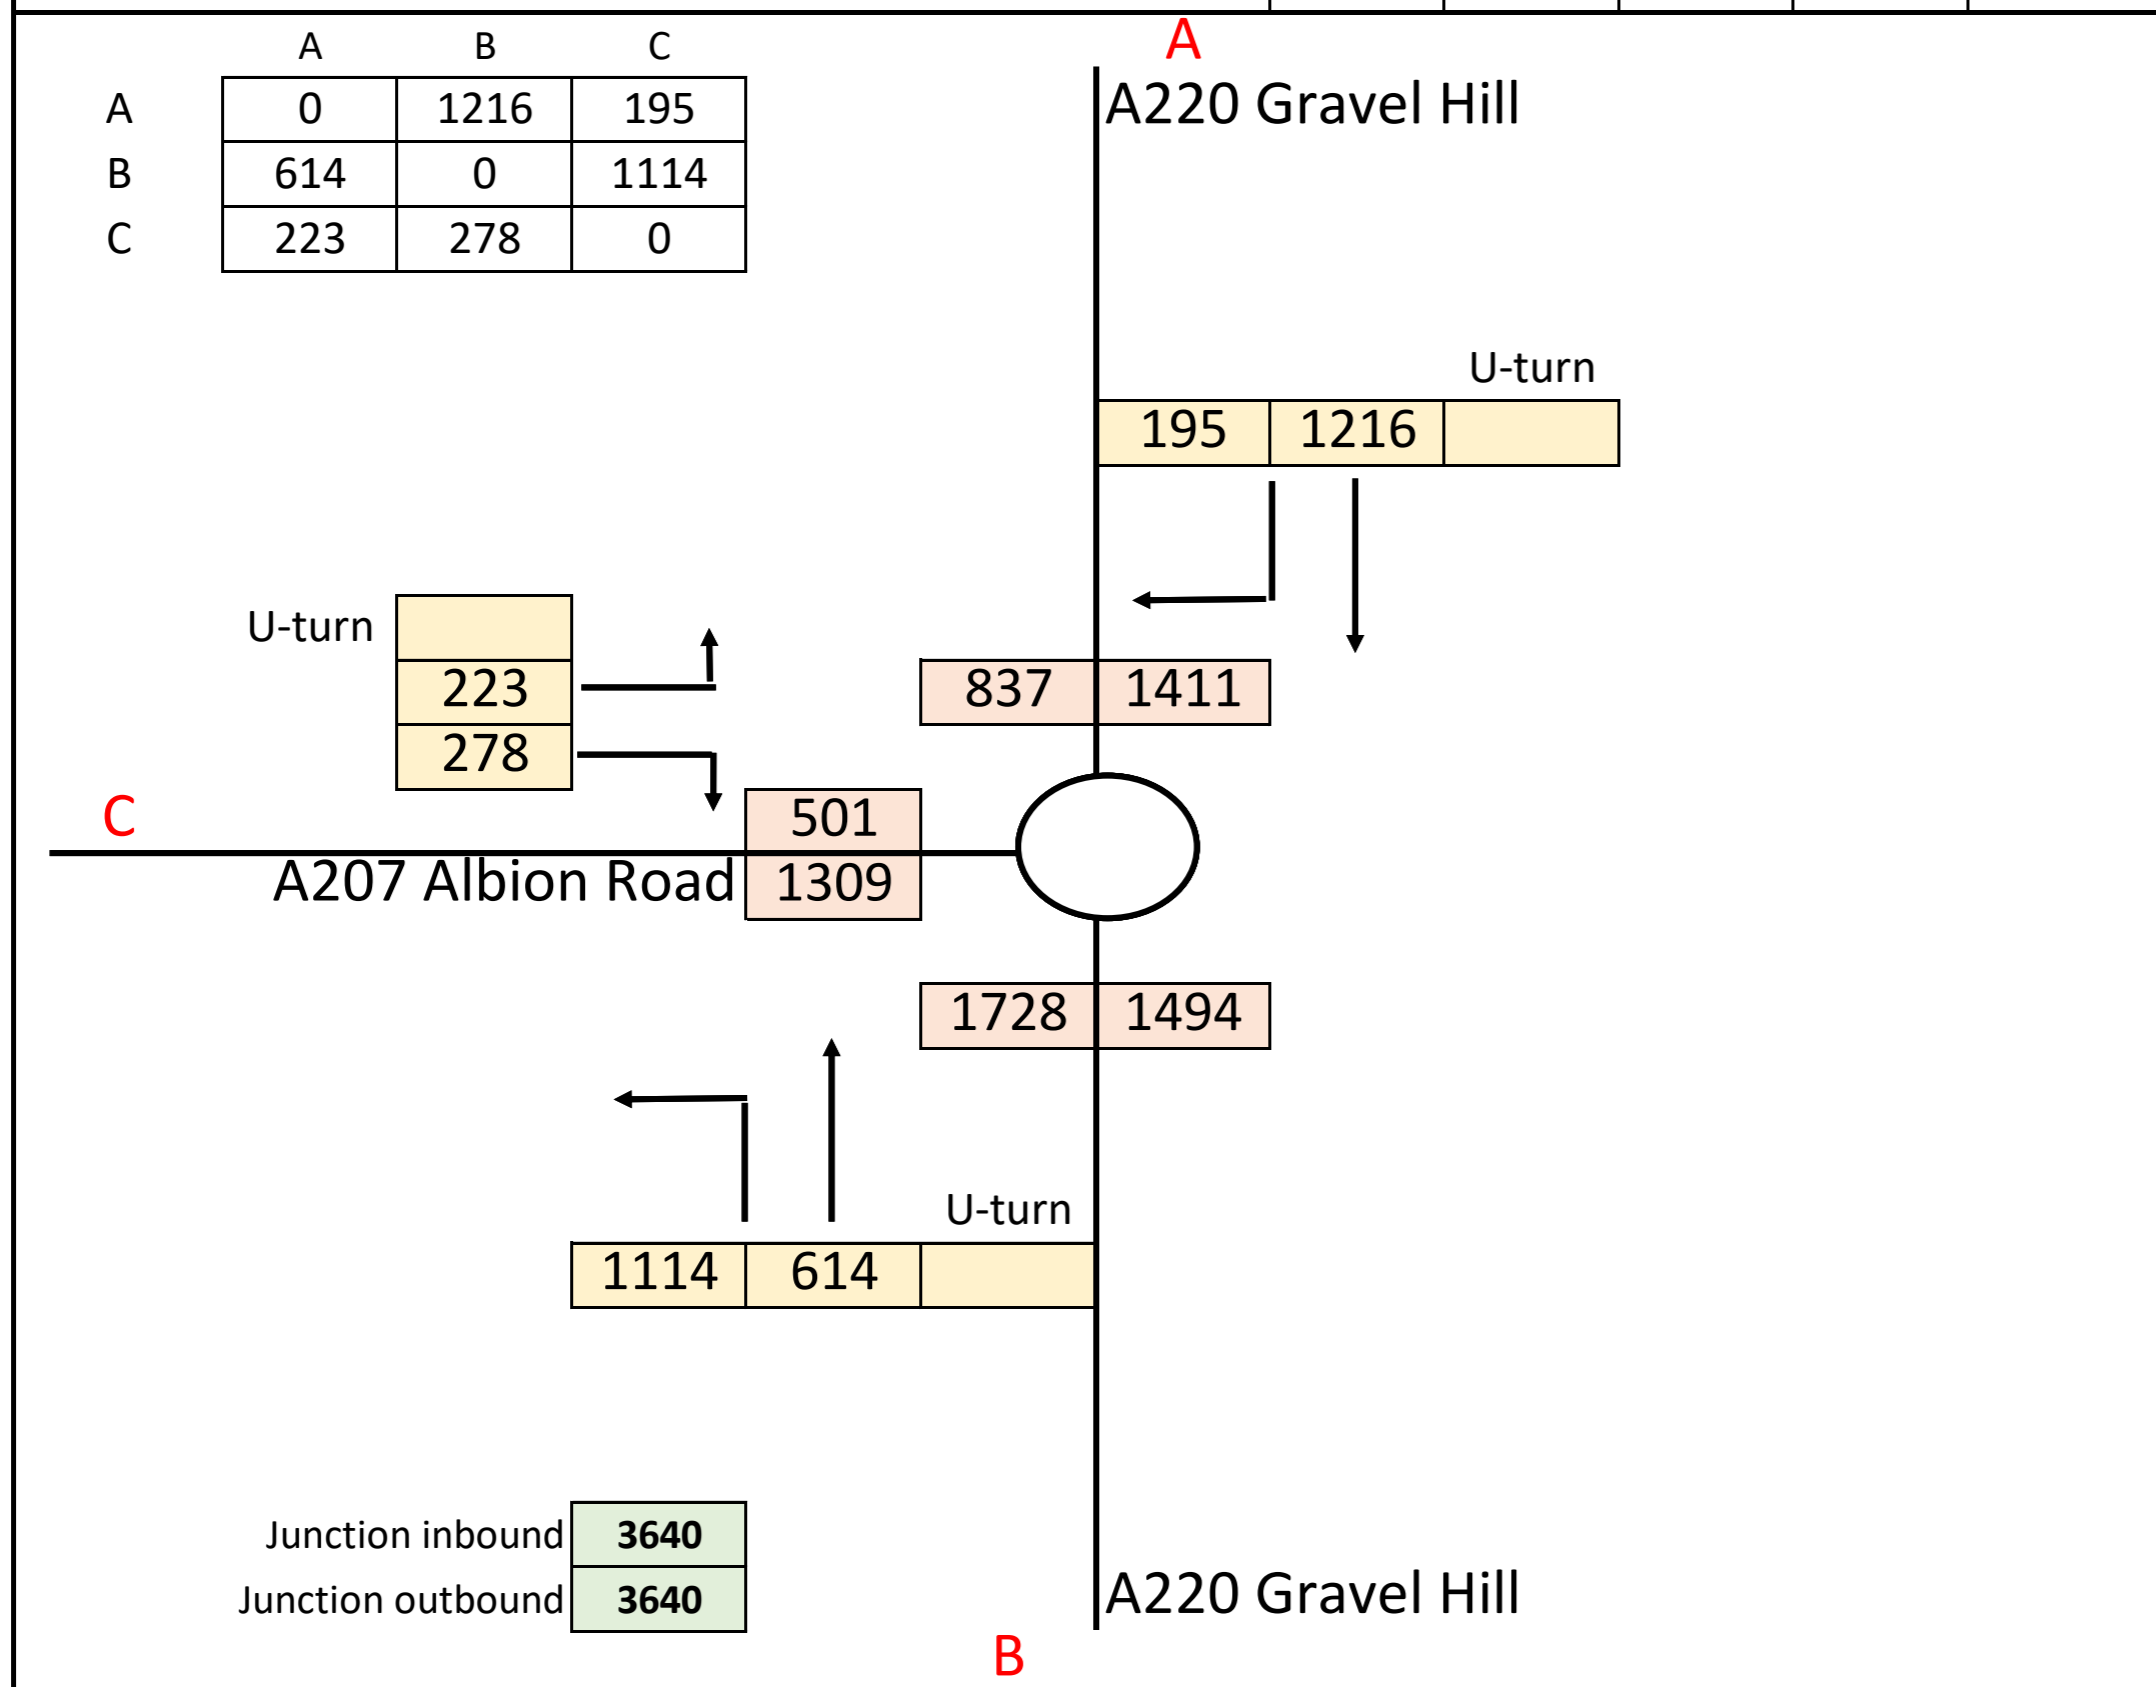 A B C
A
A 0 1216 195
A220 Gravel Hill
B 614 0 1114
C 223 278 0
U-turn
195 1216
U-turn
223
837 1411
278
C
501
A207 Albion Road 1309
1728 1494
U-turn
1114 614
Junction inbound 3640
Junction outbound 3640
A220 Gravel Hill
B